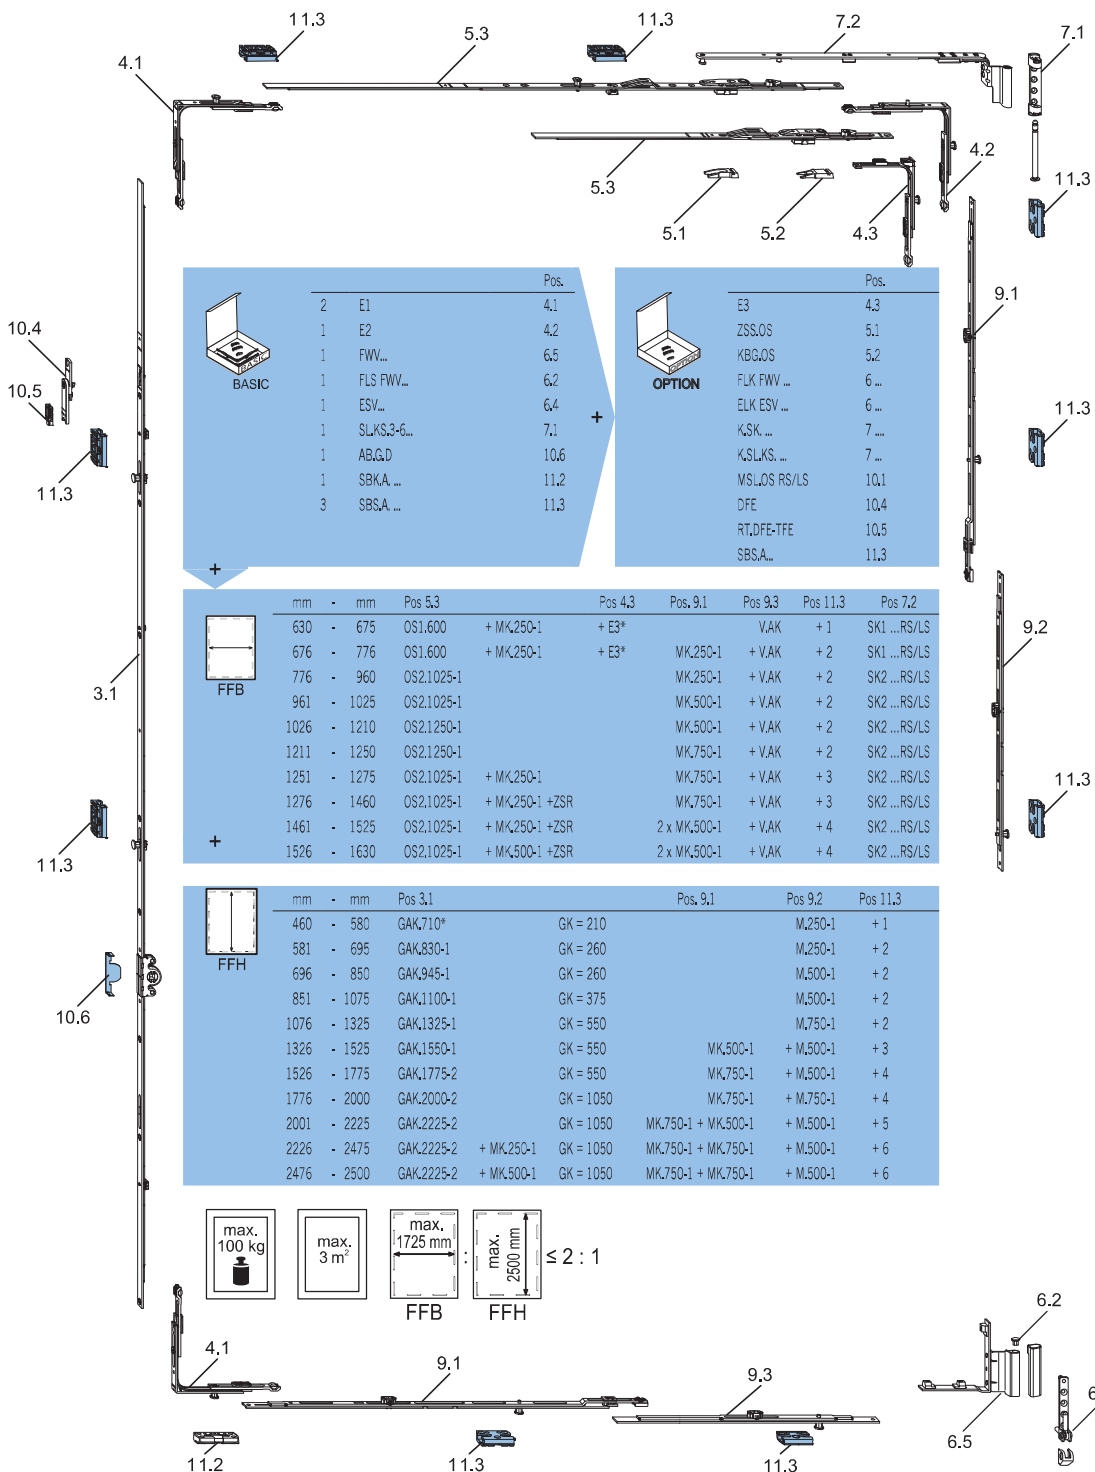 11.3
11.3
7.2
7.1
5.3
4.1
5.3
4.2
5.1
5.2
4.3
11.3
Pos.
2 E1 4.1
1 E2 4.2
1 FWV... 6.5
1 FLS FWV... 6.2
1 ESV... 6.4
1 SL.KS.3-6... 7.1
1 AB.G.D 10.6
1 SBK.A. ... 11.2
3 SBS.A. ... 11.3
BASIC
BASIC
+
Pos.
E3 4.3
ZSS.OS 5.1
KBG.OS 5.2
FLK FWV ... 6 ...
ELK ESV ... 6 ...
K.SK. ... 7 ....
K.SL.KS. ... 7 ...
MSL.OS RS/LS 10.1
DFE 10.4
RT.DFE-TFE 10.5
SBS.A... 11.3
OPTION
OPTION
9.1
10.4
10.5
11.3
11.3
+
mm - mm Pos 5.3 Pos 4.3 Pos. 9.1 Pos 9.3 Pos 11.3 Pos 7.2
630 - 675 OS1.600 + MK.250-1 + E3* V.AK + 1 SK1 ...RS/LS
676 - 776 OS1.600 + MK.250-1 + E3* MK.250-1 + V.AK + 2 SK1 ...RS/LS
776 - 960 OS2.1025-1 MK.250-1 + V.AK + 2 SK2 ...RS/LS
961 - 1025 OS2.1025-1 MK.500-1 + V.AK + 2 SK2 ...RS/LS
1026 - 1210 OS2.1250-1 MK.500-1 + V.AK + 2 SK2 ...RS/LS
1211 - 1250 OS2.1250-1 MK.750-1 + V.AK + 2 SK2 ...RS/LS
1251 - 1275 OS2.1025-1 + MK.250-1 MK.750-1 + V.AK + 3 SK2 ...RS/LS
1276 - 1460 OS2.1025-1 + MK.250-1 +ZSR MK.750-1 + V.AK + 3 SK2 ...RS/LS
1461 - 1525 OS2.1025-1 + MK.250-1 +ZSR 2 x MK.500-1 + V.AK + 4 SK2 ...RS/LS
1526 - 1630 OS2.1025-1 + MK.500-1 +ZSR 2 x MK.500-1 + V.AK + 4 SK2 ...RS/LS
FFB
+
3.1
9.2
11.3
11.3
mm - mm Pos 3.1 Pos. 9.1 Pos 9.2 Pos 11.3
460 - 580 GAK.710* GK = 210 M.250-1 + 1
581 - 695 GAK.830-1 GK = 260 M.250-1 + 2
696 - 850 GAK.945-1 GK = 260 M.500-1 + 2
851 - 1075 GAK.1100-1 GK = 375 M.500-1 + 2
1076 - 1325 GAK.1325-1 GK = 550 M.750-1 + 2
1326 - 1525 GAK.1550-1 GK = 550 MK.500-1 + M.500-1 + 3
1526 - 1775 GAK.1775-2 GK = 550 MK.750-1 + M.500-1 + 4
1776 - 2000 GAK.2000-2 GK = 1050 MK.750-1 + M.750-1 + 4
2001 - 2225 GAK.2225-2 GK = 1050 MK.750-1 + MK.500-1 + M.500-1 + 5
2226 - 2475 GAK.2225-2 + MK.250-1 GK = 1050 MK.750-1 + MK.750-1 + M.500-1 + 6
2476 - 2500 GAK.2225-2 + MK.500-1 GK = 1050 MK.750-1 + MK.750-1 + M.500-1 + 6
FFH
10.6
max.
100 kg
max.
3 m²
max.
1725 mm
FFB
:
max.
2500 mm
FFH
≤ 2 : 1
6.2
4.1
9.1
9.3
6.5
11.2
11.3
11.3